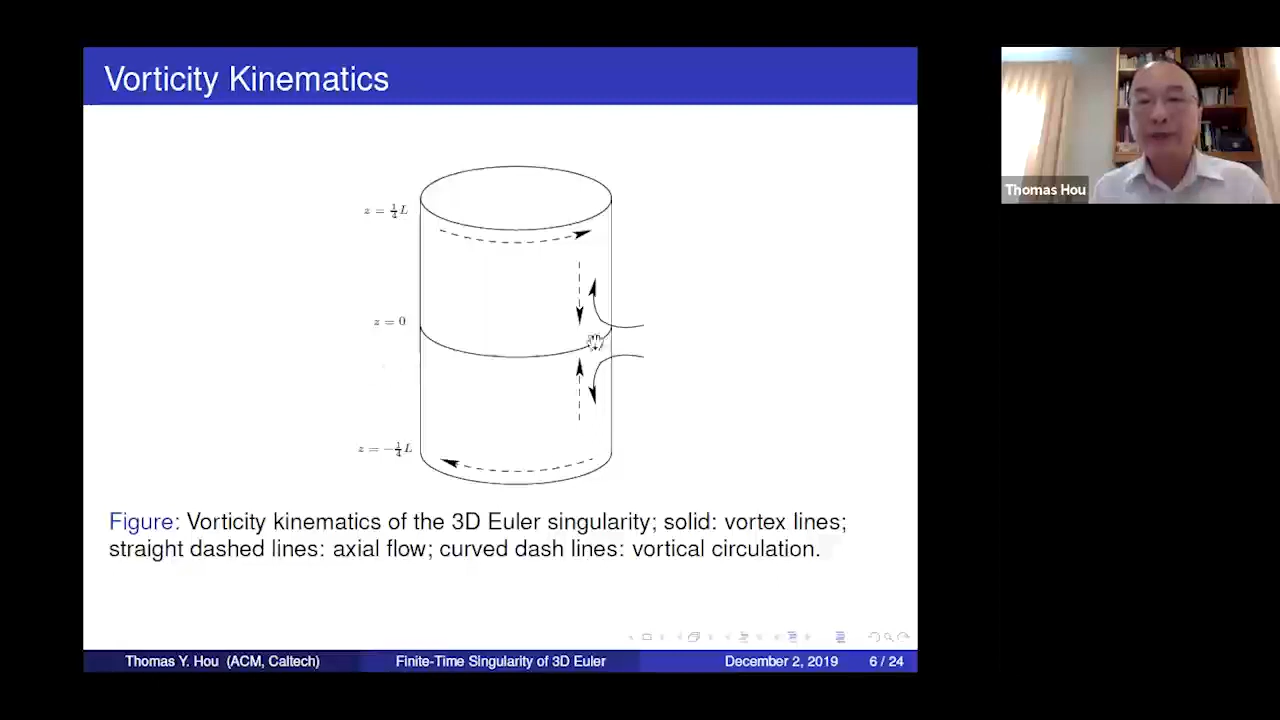 Vorticity Kinematics
z = 1/4 L
z = 0
z = −1/4 L
Figure: Vorticity kinematics of the 3D Euler singularity; solid: vortex lines;
straight dashed lines: axial flow; curved dash lines: vortical circulation.
Thomas Y. Hou (ACM, Caltech)
Finite-Time Singularity of 3D Euler
December 2, 2019
6 / 24
Thomas Hou